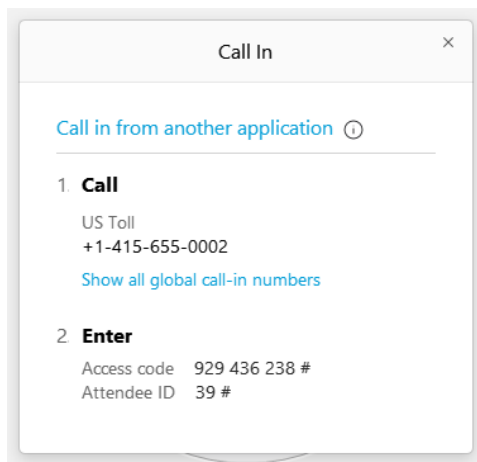 Call In ×
Call in from another application
1. Call
US Toll
+1-415-655-0002
Show all global call-in numbers
2. Enter
Access code 929 436 238 #
Attendee ID 39 #